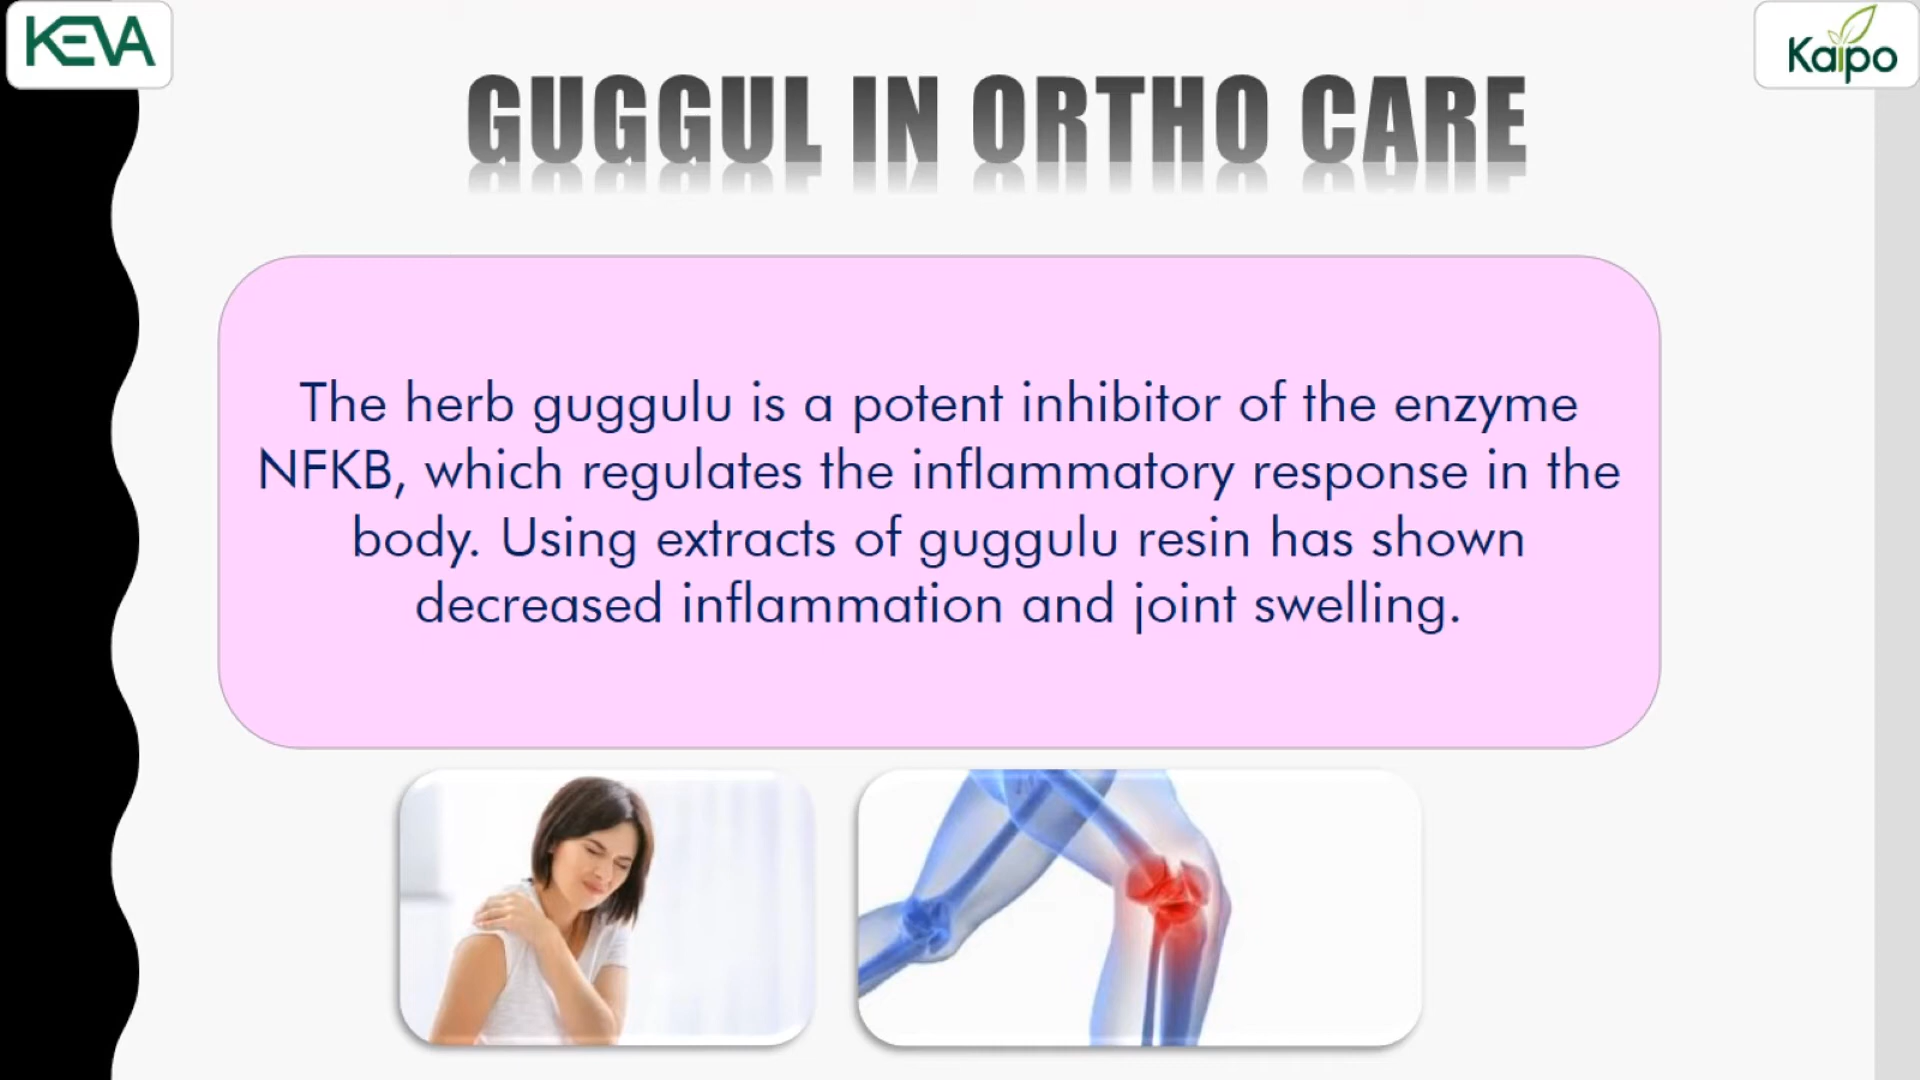 KEVA
Kaipo
GUGGUL IN ORTHO CARE
The herb guggulu is a potent inhibitor of the enzyme
NFKB, which regulates the inflammatory response in the
body. Using extracts of guggulu resin has shown
decreased inflammation and joint swelling.